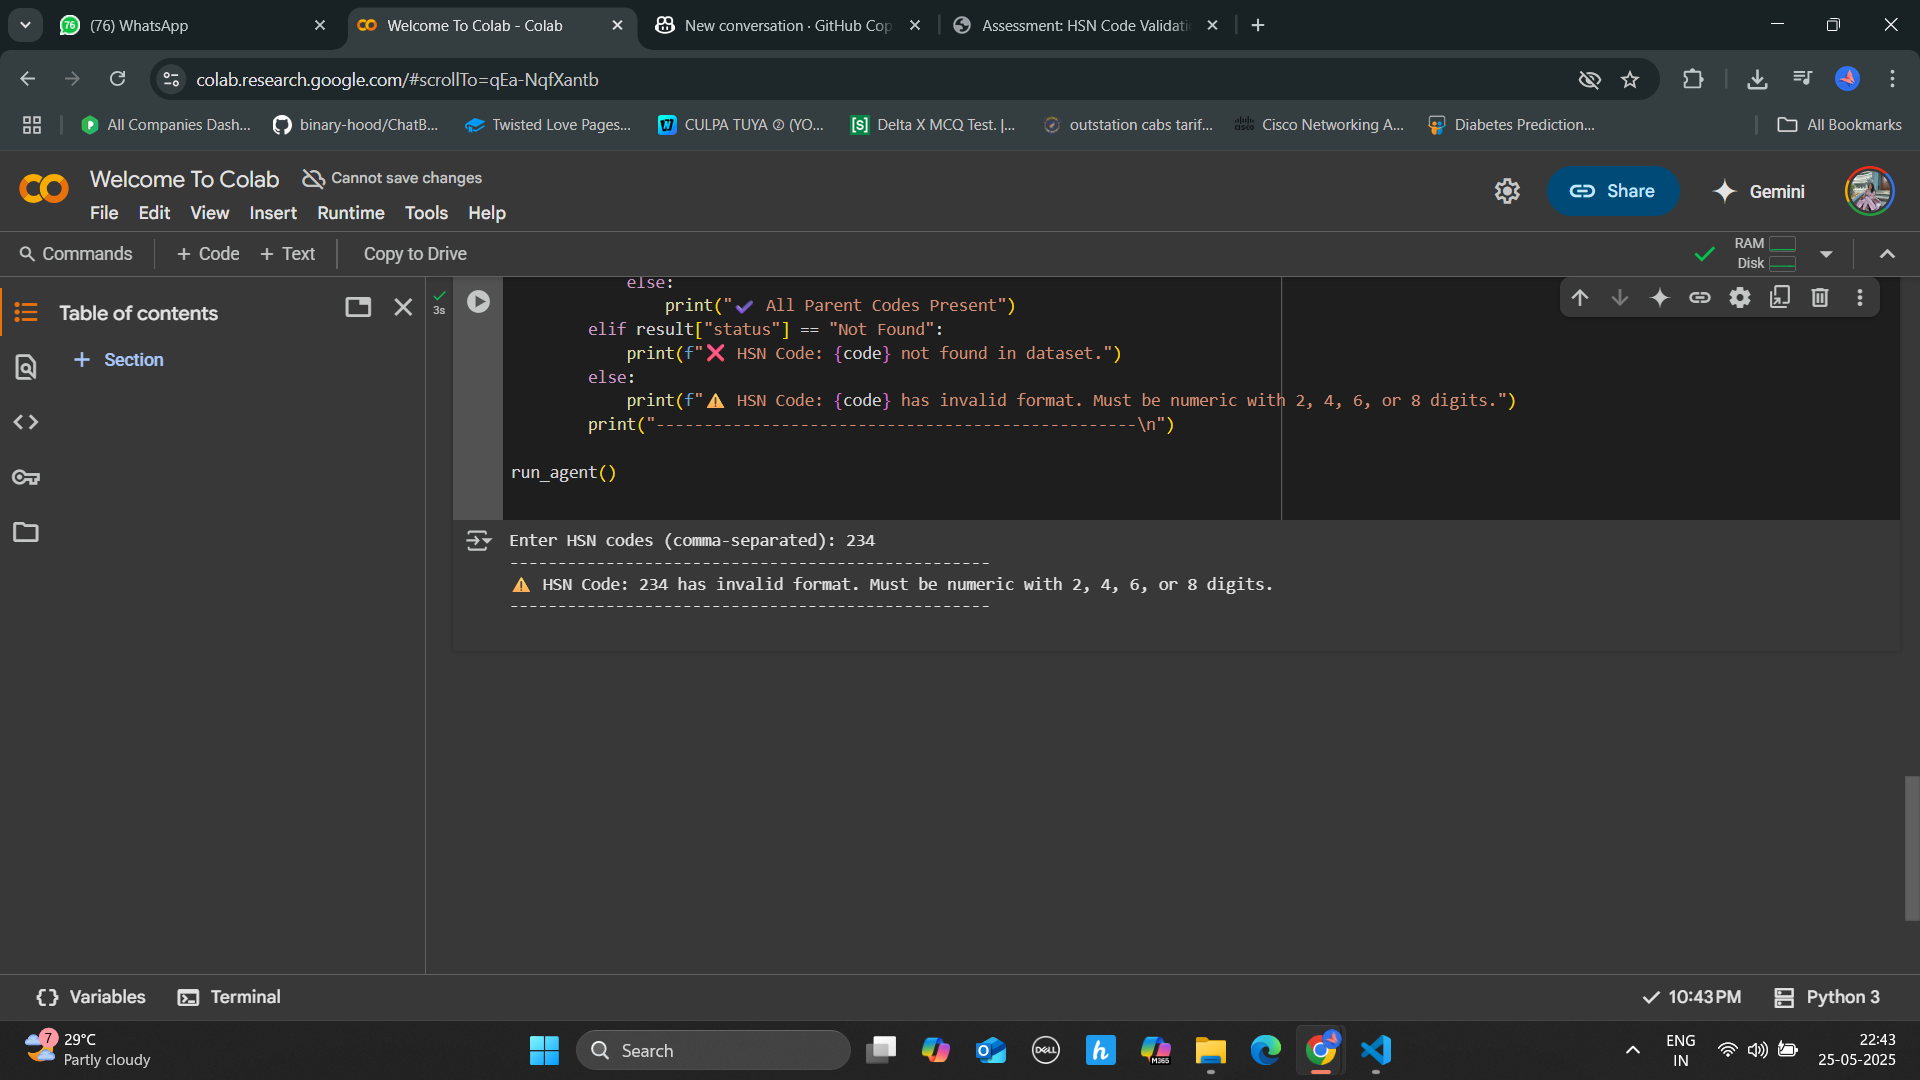 (76) WhatsApp
Welcome To Colab - Colab
New conversation · GitHub Cop
Assessment: HSN Code Validati
colab.research.google.com/#scrollTo=qEa-NqfXantb
All Companies Dash...
binary-hood/ChatB...
Twisted Love Pages...
CULPA TUYA ② (YO...
Delta X MCQ Test. |...
outstation cabs tarif...
Cisco Networking A...
Diabetes Prediction...
All Bookmarks
Welcome To Colab
Cannot save changes
File Edit View Insert Runtime Tools Help
Share
Gemini
Commands
+ Code + Text
Copy to Drive
RAM
Disk
Table of contents
+ Section
3s
else:
print("✔ All Parent Codes Present")
elif result["status"] == "Not Found":
print(f"❌ HSN Code: {code} not found in dataset.")
else:
print(f"⚠ HSN Code: {code} has invalid format. Must be numeric with 2, 4, 6, or 8 digits.")
print("--------------------------------------------------\n")
run_agent()
Enter HSN codes (comma-separated): 234
--------------------------------------------------
⚠ HSN Code: 234 has invalid format. Must be numeric with 2, 4, 6, or 8 digits.
--------------------------------------------------
Variables
Terminal
10:43 PM
Python 3
7
29°C
Partly cloudy
Search
DELL
h
M365
ENG
IN
22:43
25-05-2025